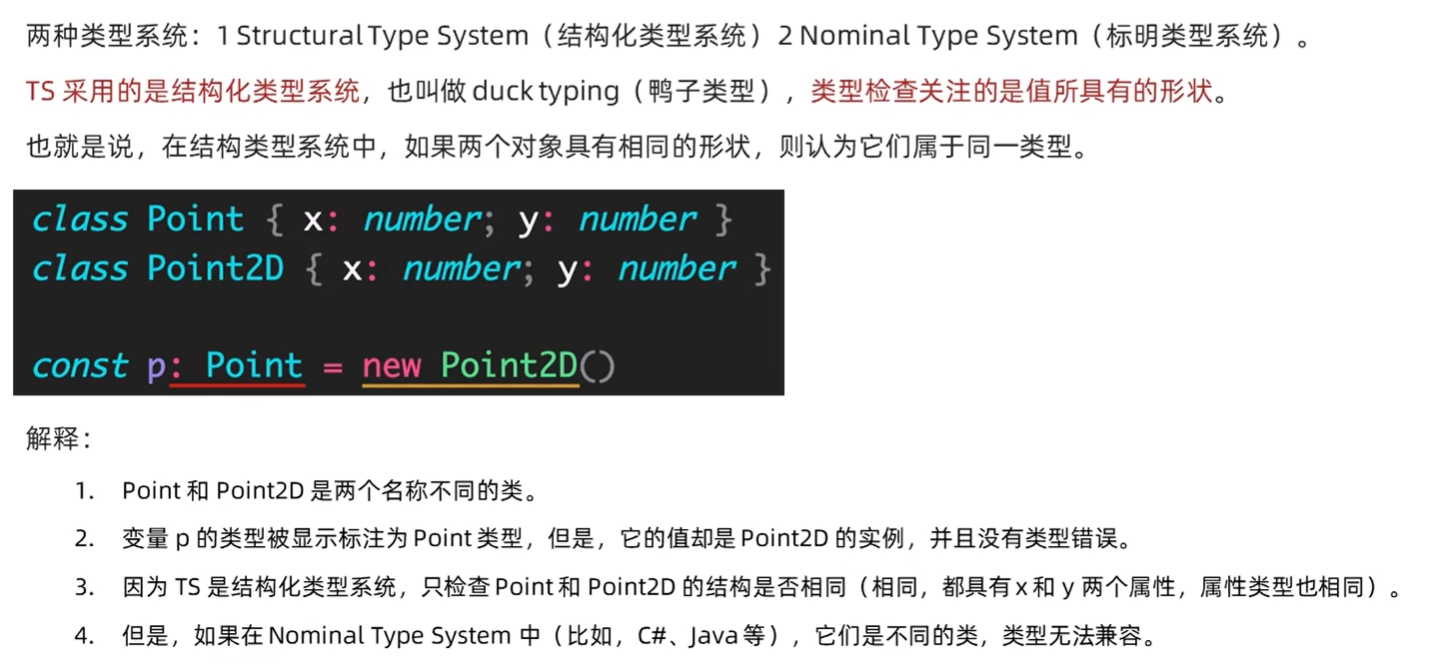 两种类型系统：1 Structural Type System（结构化类型系统）2 Nominal Type System（标明类型系统）。
TS 采用的是结构化类型系统，也叫做 duck typing（鸭子类型），类型检查关注的是值所具有的形状。
也就是说，在结构类型系统中，如果两个对象具有相同的形状，则认为它们属于同一类型。
class Point { x: number; y: number }
class Point2D { x: number; y: number }
const p: Point = new Point2D()
解释：
1. Point 和 Point2D 是两个名称不同的类。
2. 变量 p 的类型被显示标注为 Point 类型，但是，它的值却是 Point2D 的实例，并且没有类型错误。
3. 因为 TS 是结构化类型系统，只检查 Point 和 Point2D 的结构是否相同（相同，都具有 x 和 y 两个属性，属性类型也相同）。
4. 但是，如果在 Nominal Type System 中（比如，C#、Java 等），它们是不同的类，类型无法兼容。